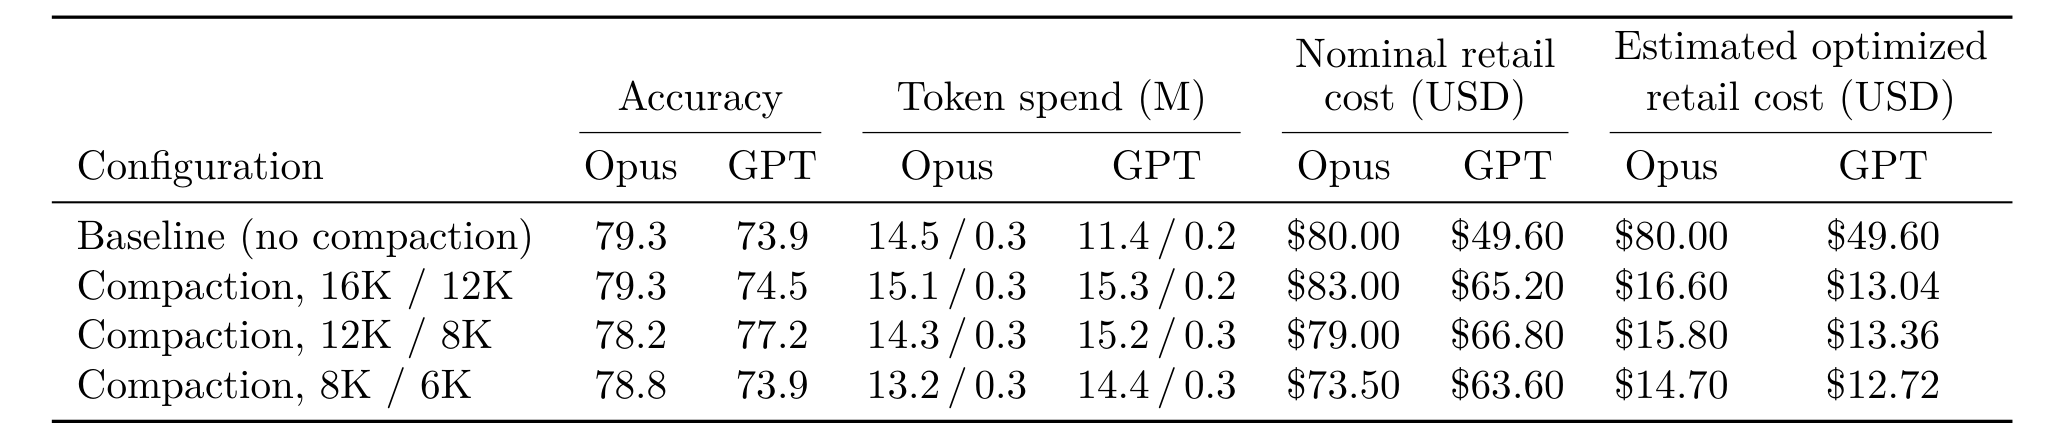 Nominal retail Estimated optimized
Accuracy Token spend (M) cost (USD) retail cost (USD)
Configuration Opus GPT Opus GPT Opus GPT Opus GPT
Baseline (no compaction) 79.3 73.9 14.5 / 0.3 11.4 / 0.2 $80.00 $49.60 $80.00 $49.60
Compaction, 16K / 12K 79.3 74.5 15.1 / 0.3 15.3 / 0.2 $83.00 $65.20 $16.60 $13.04
Compaction, 12K / 8K 78.2 77.2 14.3 / 0.3 15.2 / 0.3 $79.00 $66.80 $15.80 $13.36
Compaction, 8K / 6K 78.8 73.9 13.2 / 0.3 14.4 / 0.3 $73.50 $63.60 $14.70 $12.72